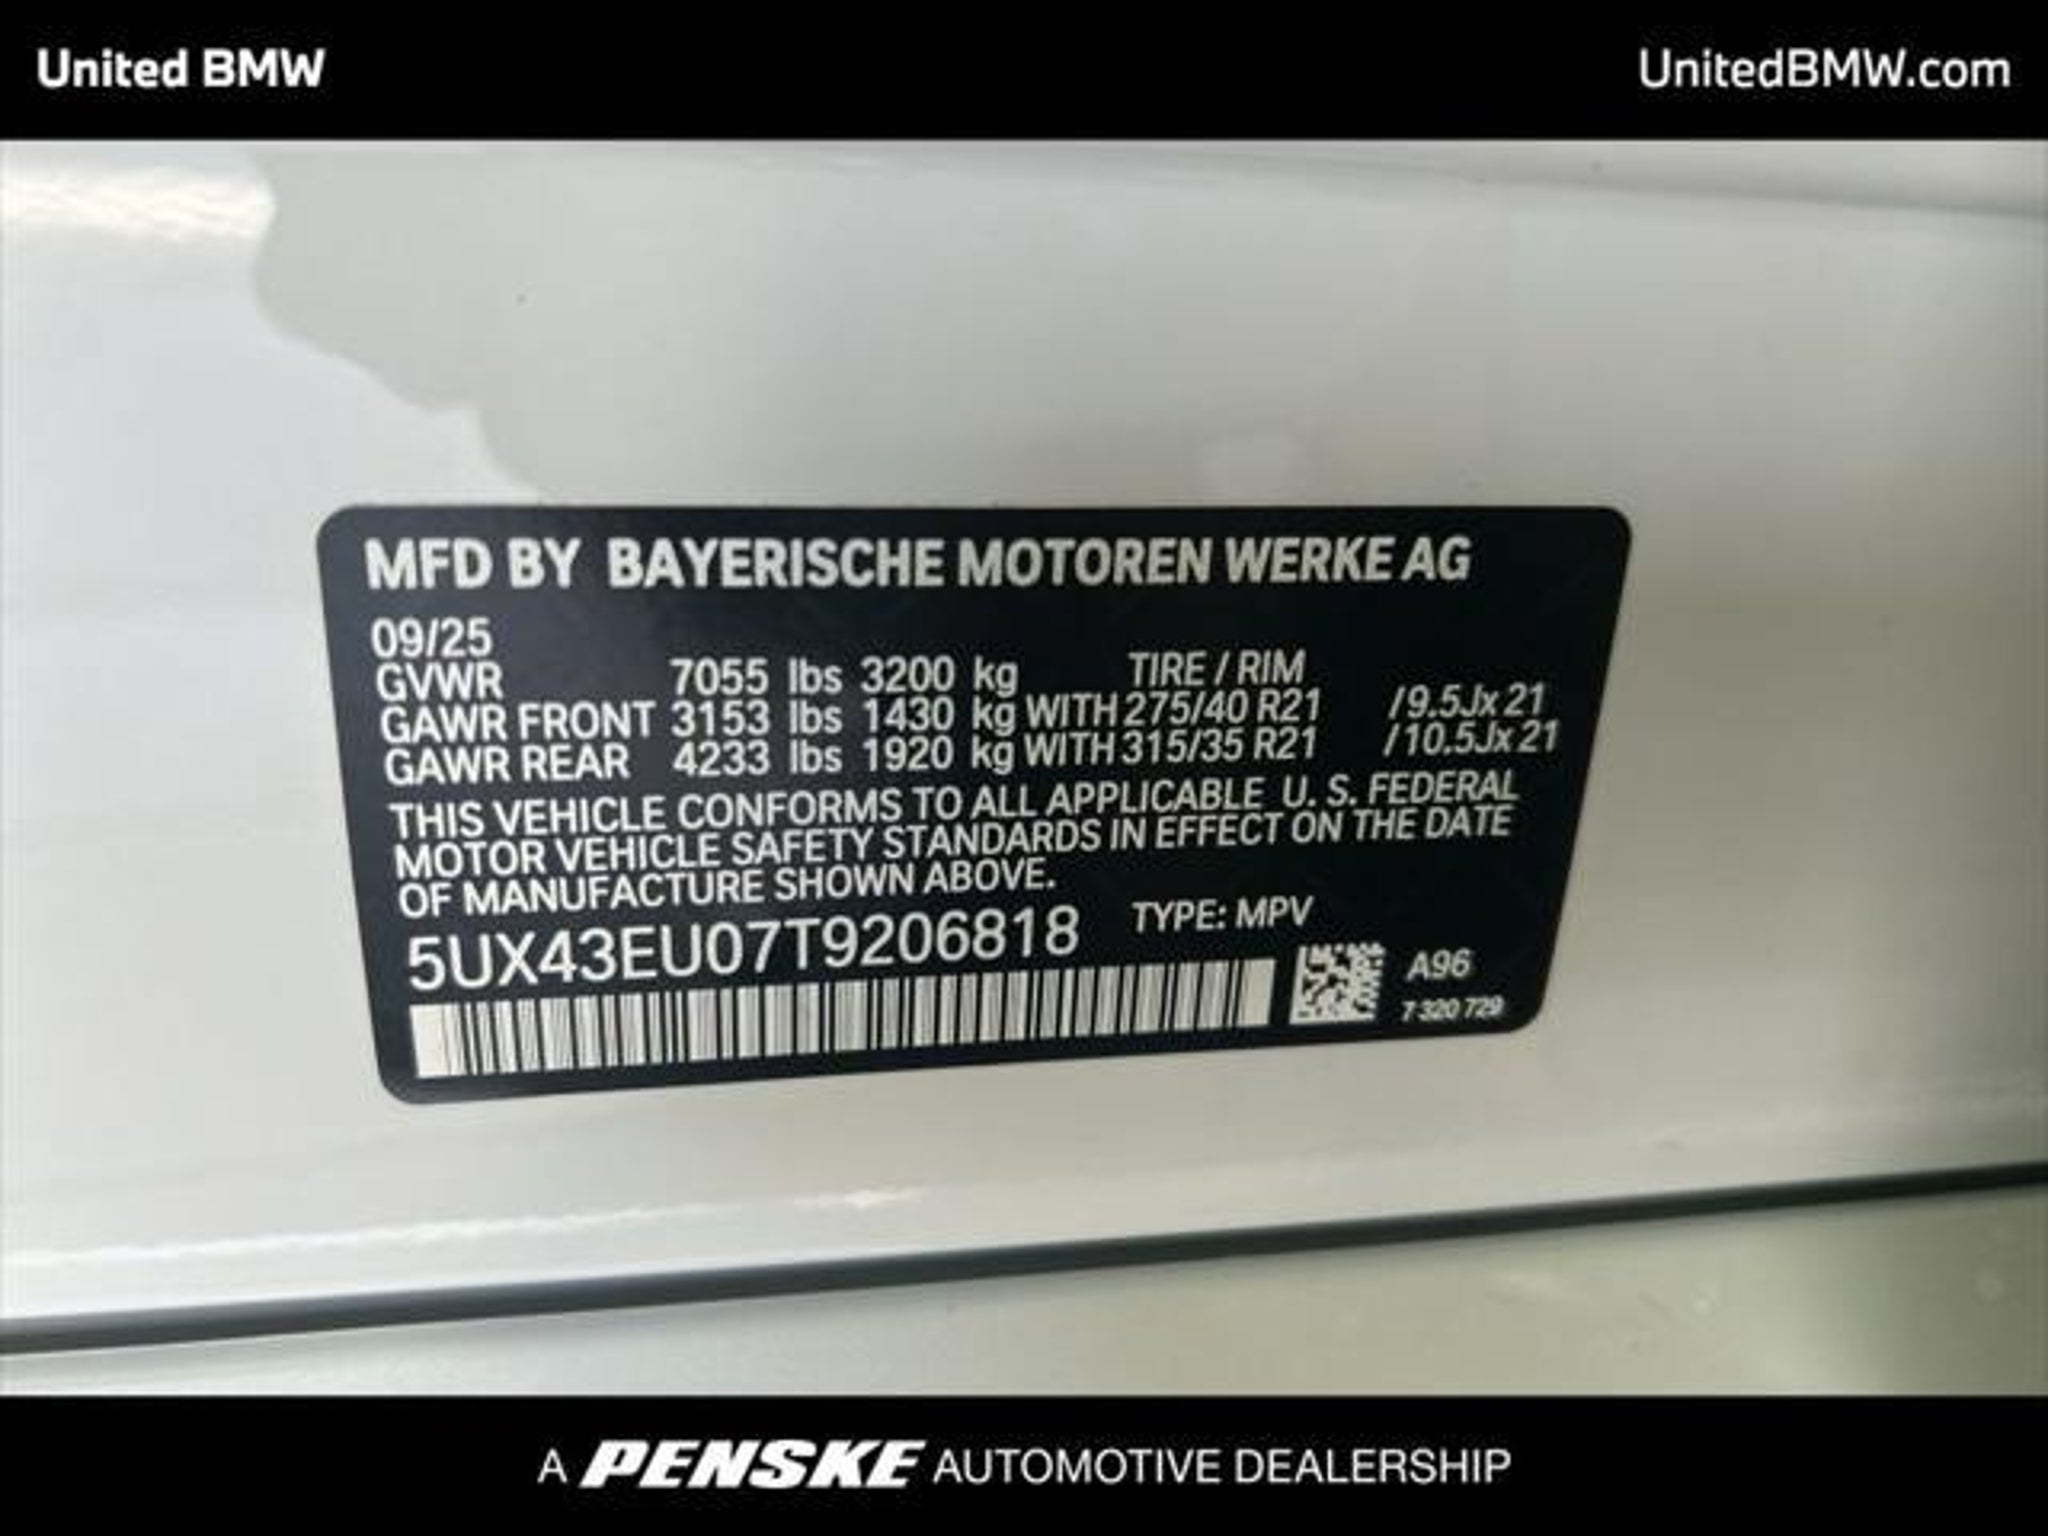 United BMW
UnitedBMW.com
MFD BY BAYERISCHE MOTOREN WERKE AG
09/25
GVWR 7055 lbs 3200 kg TIRE / RIM
GAWR FRONT 3153 lbs 1430 kg WITH 275/40 R21 /9.5Jx21
GAWR REAR 4233 lbs 1920 kg WITH 315/35 R21 /10.5Jx21
THIS VEHICLE CONFORMS TO ALL APPLICABLE U. S. FEDERAL
MOTOR VEHICLE SAFETY STANDARDS IN EFFECT ON THE DATE
OF MANUFACTURE SHOWN ABOVE.
5UX43EU07T9206818 TYPE: MPV
A96
7 320 729
A PENSKE AUTOMOTIVE DEALERSHIP